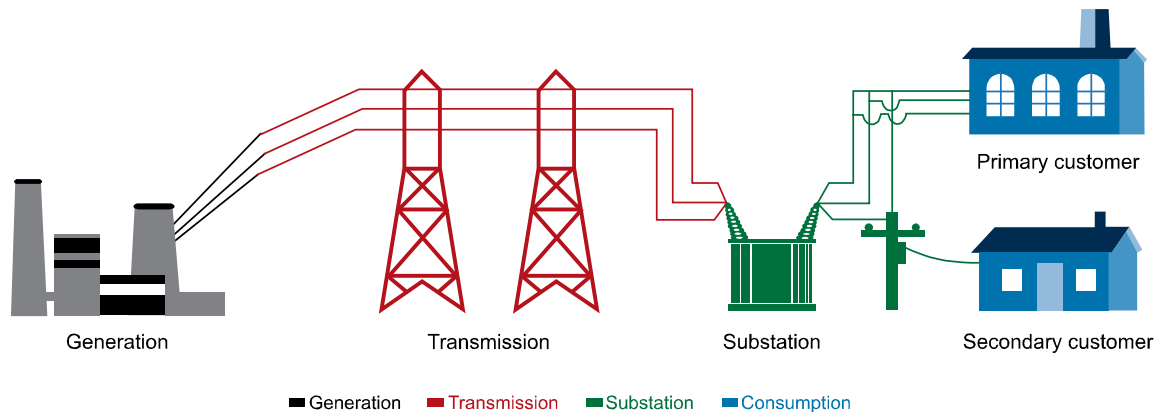 Primary customer
Generation
Transmission
Substation
Secondary customer
Generation Transmission Substation Consumption